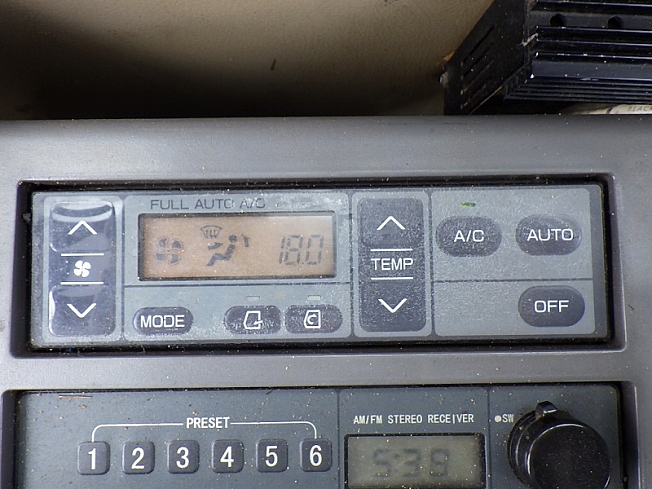 FULL AUTO A/C
18.0
TEMP
A/C
AUTO
MODE
OFF
PRESET
1 2 3 4 5 6
AM/FM STEREO RECEIVER
5:39
SW